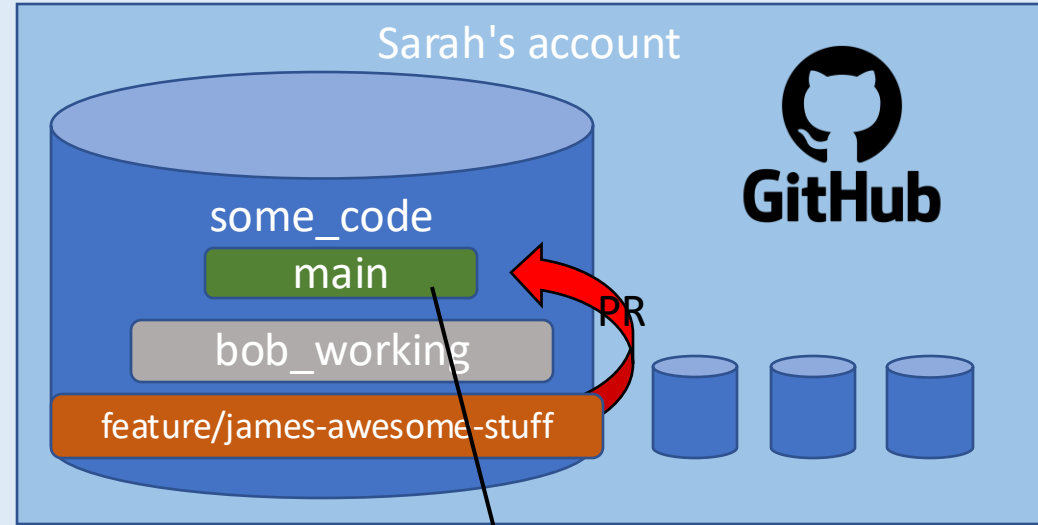 Sarah's account
GitHub
some_code
main
PR
bob_working
feature/james-awesome-stuff